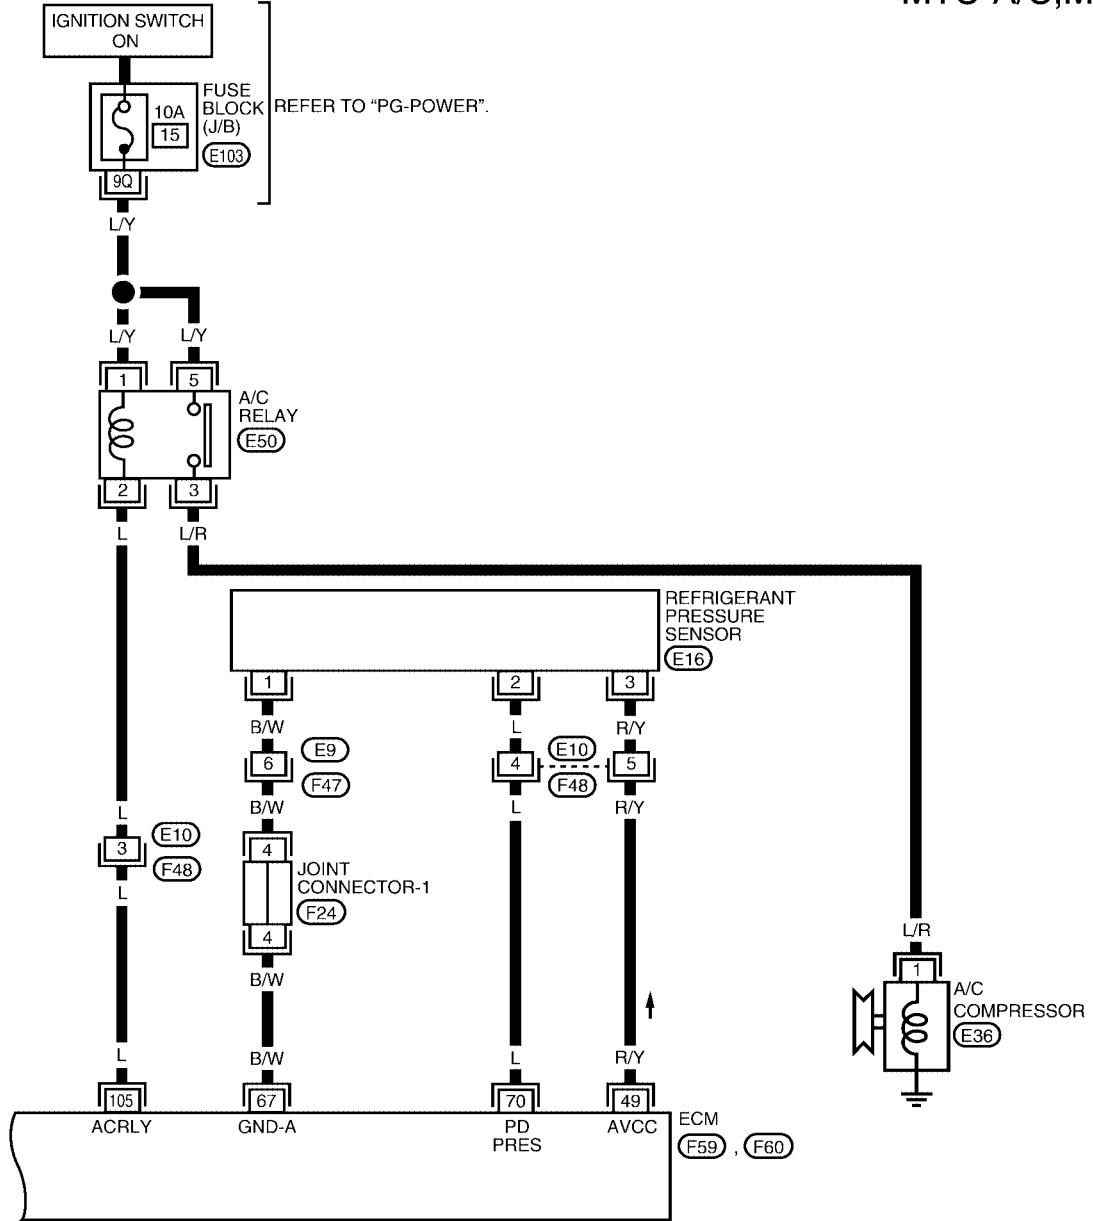 IGNITION SWITCH
ON
FUSE
BLOCK
(J/B)
E103
10A
15
REFER TO “PG-POWER”.
9Q
L/Y
L/Y
L/Y
1
5
A/C
RELAY
E50
2
3
L
L/R
REFRIGERANT
PRESSURE
SENSOR
E16
1
2
3
B/W
L
R/Y
6
E9
F47
4
E10
F48
5
B/W
L
R/Y
L
3
E10
F48
L
4
JOINT
CONNECTOR-1
F24
4
B/W
L/R
1
A/C
COMPRESSOR
E36
L
B/W
L
R/Y
105
67
70
49
ACRLY
GND-A
PD
PRES
AVCC
ECM
F59 , F60